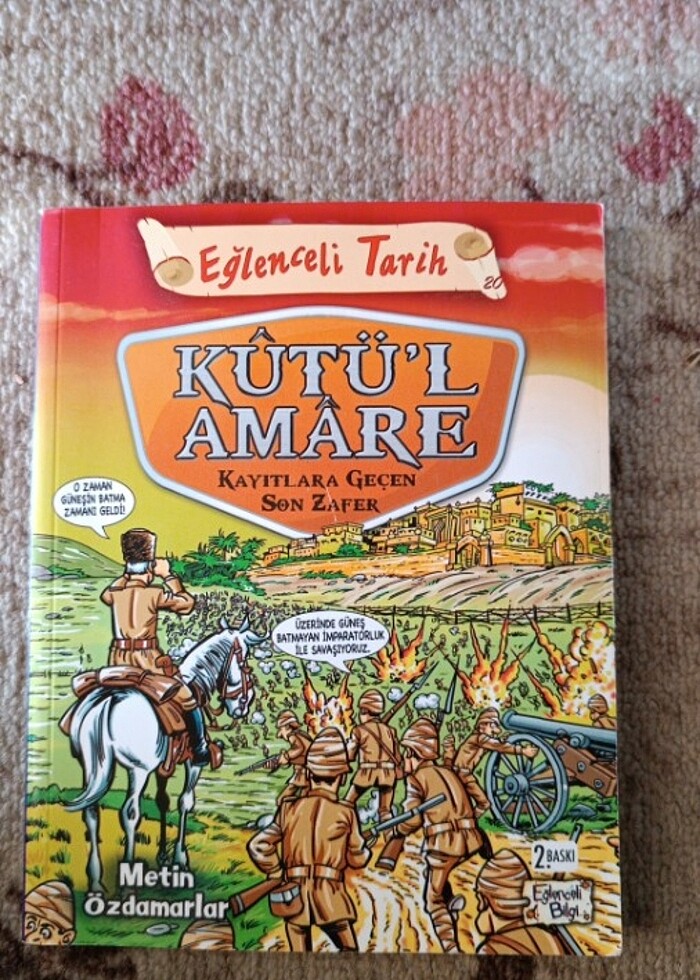 Eğlenceli Tarih
20
KÛTÜ'L
AMÂRE
KAYITLARA GEÇEN
SON ZAFER
O ZAMAN
GÜNEŞİN BATMA
ZAMANI GELDİ!
ÜZERİNDE GÜNEŞ
BATMAYAN İMPARATORLUK
İLE SAVAŞIYORUZ.
Metin
Özdamarlar
2. BASKI
Eğlenceli
Bilgi